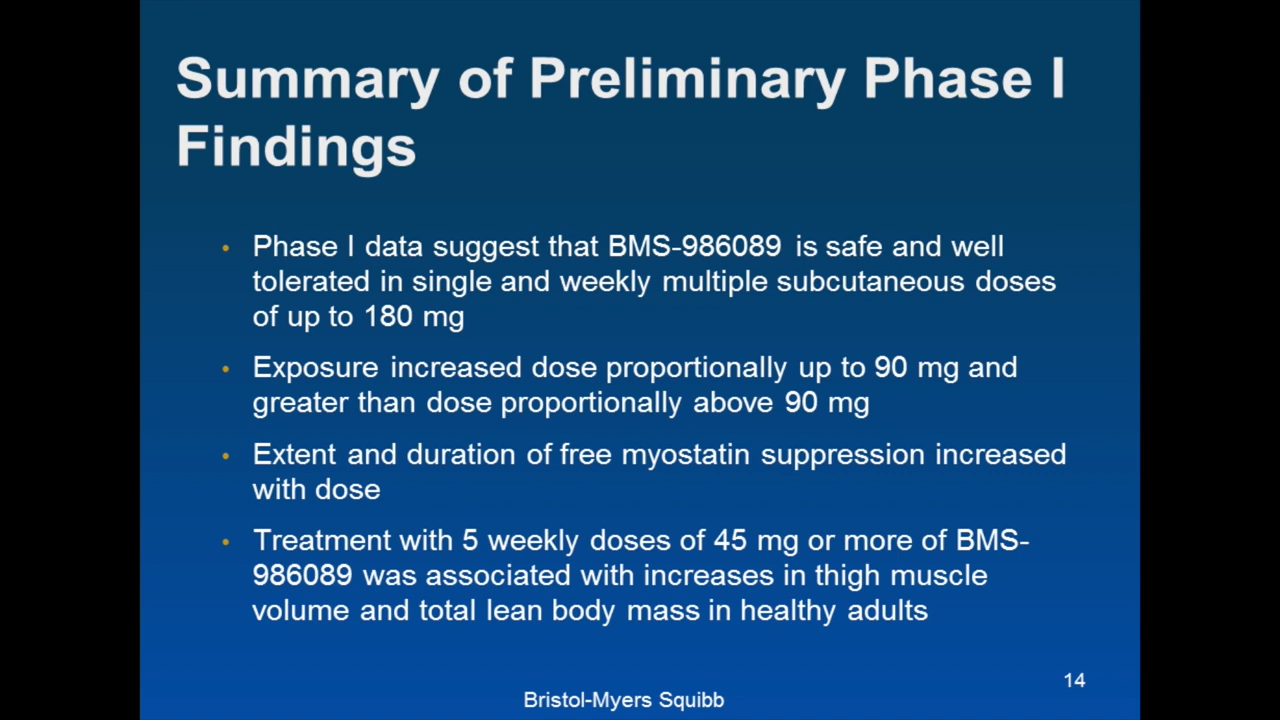 Summary of Preliminary Phase I
Findings
• Phase I data suggest that BMS-986089 is safe and well
tolerated in single and weekly multiple subcutaneous doses
of up to 180 mg
• Exposure increased dose proportionally up to 90 mg and
greater than dose proportionally above 90 mg
• Extent and duration of free myostatin suppression increased
with dose
• Treatment with 5 weekly doses of 45 mg or more of BMS-
986089 was associated with increases in thigh muscle
volume and total lean body mass in healthy adults
14
Bristol-Myers Squibb